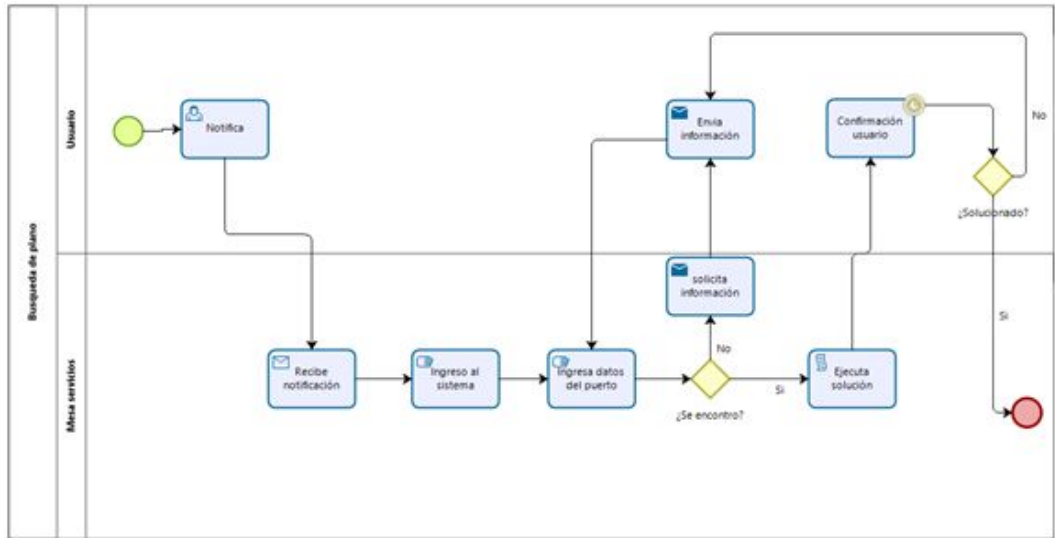 Busqueda de plano
Usuario
Notifica
Envia
información
Confirmación
usuario
No
¿Solucionado?
Mesa servicios
solicita
información
No
Si
Recibe
notificación
Ingreso al
sistema
Ingresa datos
del puerto
¿Se encontro?
Si
Ejecuta
solución